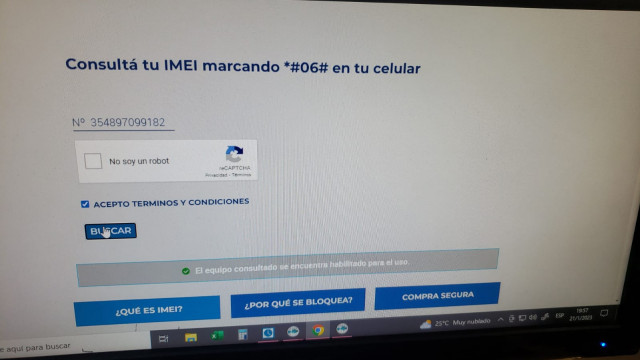 Consultá tu IMEI marcando *#06# en tu celular
Nº 354897099182
No soy un robot
reCAPTCHA
Privacidad - Términos
ACEPTO TERMINOS Y CONDICIONES
BUSCAR
El equipo consultado se encuentra habilitado para el uso.
¿QUÉ ES IMEI?
¿POR QUÉ SE BLOQUEA?
COMPRA SEGURA
e aquí para buscar
25°C Muy nublado
ESP
19:57
21/1/2023